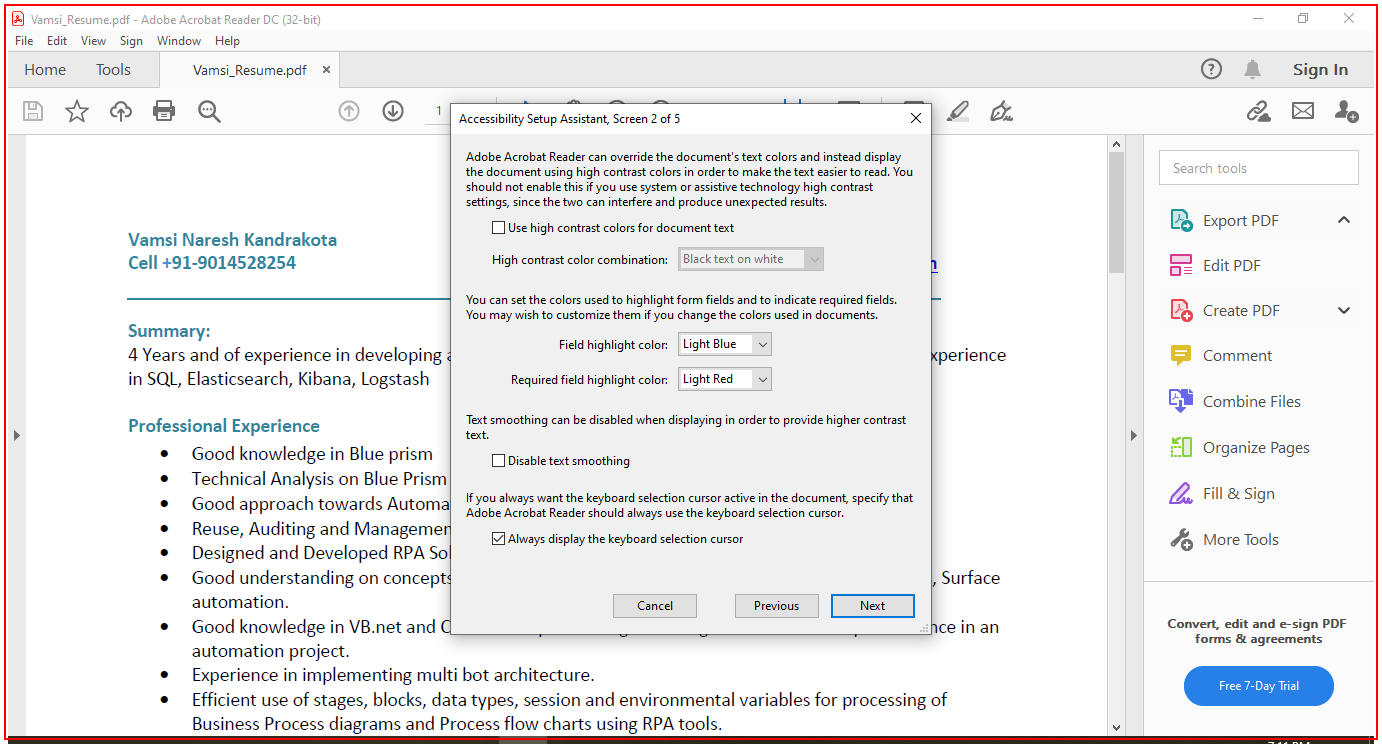 Vamsi_Resume.pdf - Adobe Acrobat Reader DC (32-bit)
File Edit View Sign Window Help
Home Tools Vamsi_Resume.pdf × Sign In
1
Accessibility Setup Assistant, Screen 2 of 5
Adobe Acrobat Reader can override the document's text colors and instead display
the document using high contrast colors in order to make the text easier to read. You
should not enable this if you use system or assistive technology high contrast
settings, since the two can interfere and produce unexpected results.
Use high contrast colors for document text
High contrast color combination: Black text on white
You can set the colors used to highlight form fields and to indicate required fields.
You may wish to customize them if you change the colors used in documents.
Field highlight color: Light Blue
Required field highlight color: Light Red
Text smoothing can be disabled when displaying in order to provide higher contrast
text.
Disable text smoothing
If you always want the keyboard selection cursor active in the document, specify that
Adobe Acrobat Reader should always use the keyboard selection cursor.
Always display the keyboard selection cursor
Cancel Previous Next
Vamsi Naresh Kandrakota
Cell +91-9014528254
Summary:
4 Years and of experience in developing
in SQL, Elasticsearch, Kibana, Logstash
Professional Experience
• Good knowledge in Blue prism
• Technical Analysis on Blue Prism
• Good approach towards
• Reuse, Auditing and
• Designed and Developed RPA
• Good understanding on concepts , Surface
automation.
• Good knowledge in VB.net and in an
automation project.
• Experience in implementing multi bot architecture.
• Efficient use of stages, blocks, data types, session and environmental variables for processing of
Business Process diagrams and Process flow charts using RPA tools.
Search tools
Export PDF
Edit PDF
Create PDF
Comment
Combine Files
Organize Pages
Fill & Sign
More Tools
Convert, edit and e-sign PDF
forms & agreements
Free 7-Day Trial